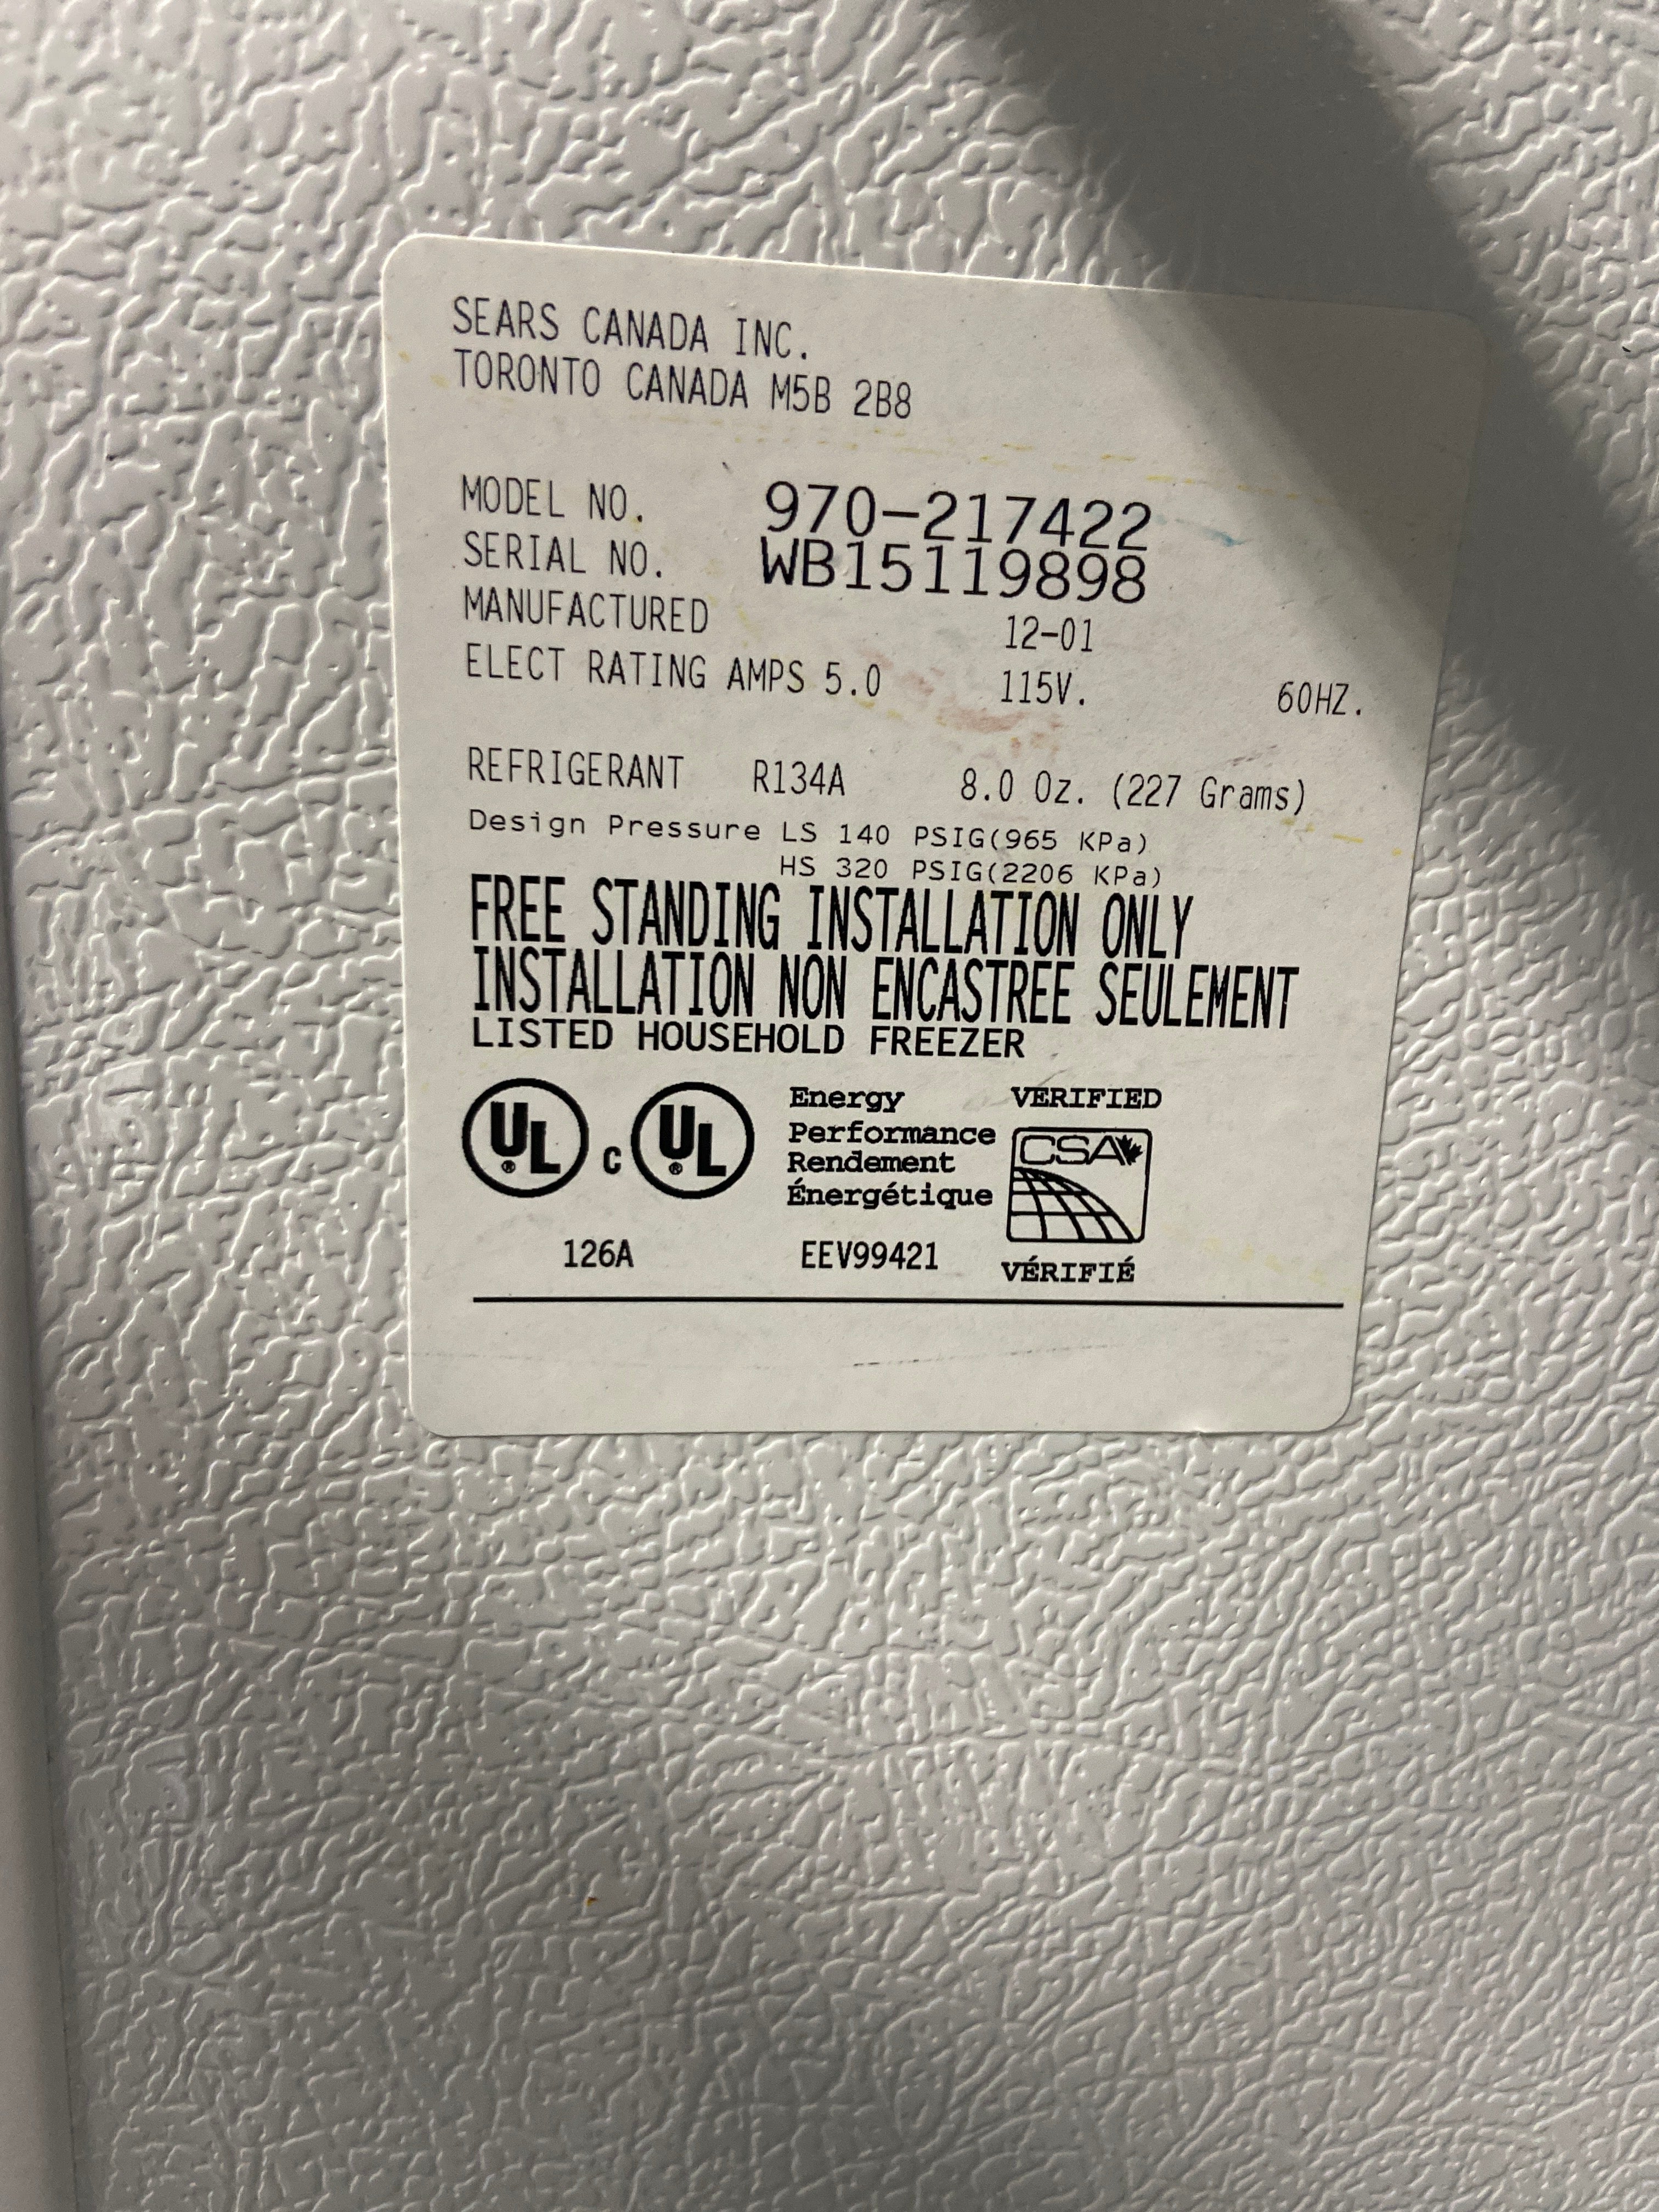 SEARS CANADA INC.
TORONTO CANADA M5B 2B8
MODEL NO. 970-217422
SERIAL NO. WB15119898
MANUFACTURED 12-01
ELECT RATING AMPS 5.0 115V. 60HZ.
REFRIGERANT R134A 8.0 Oz. (227 Grams)
Design Pressure LS 140 PSIG(965 KPa)
HS 320 PSIG(2206 KPa)
FREE STANDING INSTALLATION ONLY
INSTALLATION NON ENCASTREE SEULEMENT
LISTED HOUSEHOLD FREEZER
UL® C UL®
Energy
Performance
Rendement
Énergétique
VERIFIED
CSA
VÉRIFIÉ
126A EEV99421